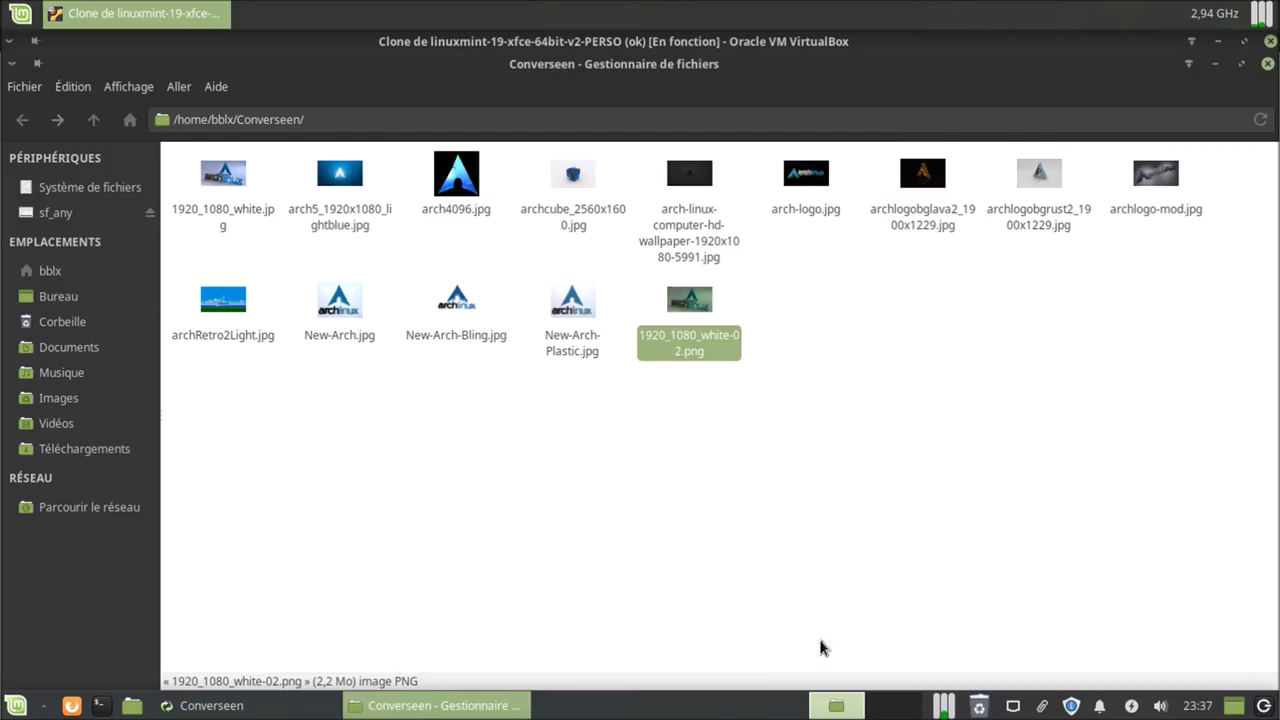 Clone de linuxmint-19-xfce-...
2,94 GHz
Clone de linuxmint-19-xfce-64bit-v2-PERSO (ok) [En fonction] - Oracle VM VirtualBox
Converseen - Gestionnaire de fichiers
Fichier Édition Affichage Aller Aide
/home/bblx/Converseen/
PÉRIPHÉRIQUES
Système de fichiers
sf_any
EMPLACEMENTS
bblx
Bureau
Corbeille
Documents
Musique
Images
Vidéos
Téléchargements
RÉSEAU
Parcourir le réseau
1920_1080_white.jp
g
arch5_1920x1080_li
ghtblue.jpg
arch4096.jpg
archcube_2560x160
0.jpg
arch-linux-
computer-hd-
wallpaper-1920x10
80-5991.jpg
arch-logo.jpg
archlogobglava2_19
00x1229.jpg
archlogobgrust2_19
00x1229.jpg
archlogo-mod.jpg
archRetro2Light.jpg
archlinux
New-Arch.jpg
archlinux
New-Arch-Bling.jpg
archlinux
New-Arch-
Plastic.jpg
1920_1080_white-0
2.png
« 1920_1080_white-02.png » (2,2 Mo) image PNG
Converseen
Converseen - Gestionnaire ...
23:37